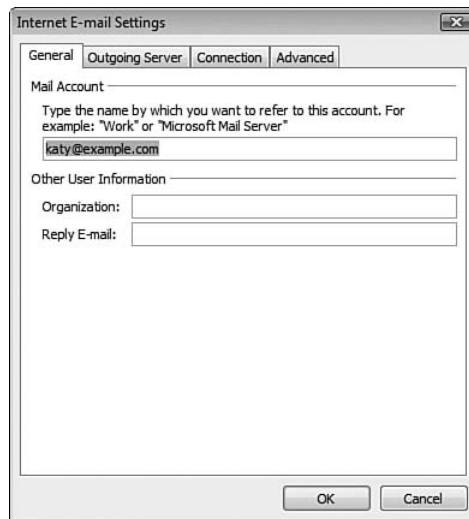 Internet E-mail Settings
General Outgoing Server Connection Advanced
Mail Account
Type the name by which you want to refer to this account. For
example: "Work" or "Microsoft Mail Server"
katy@example.com
Other User Information
Organization:
Reply E-mail:
OK Cancel